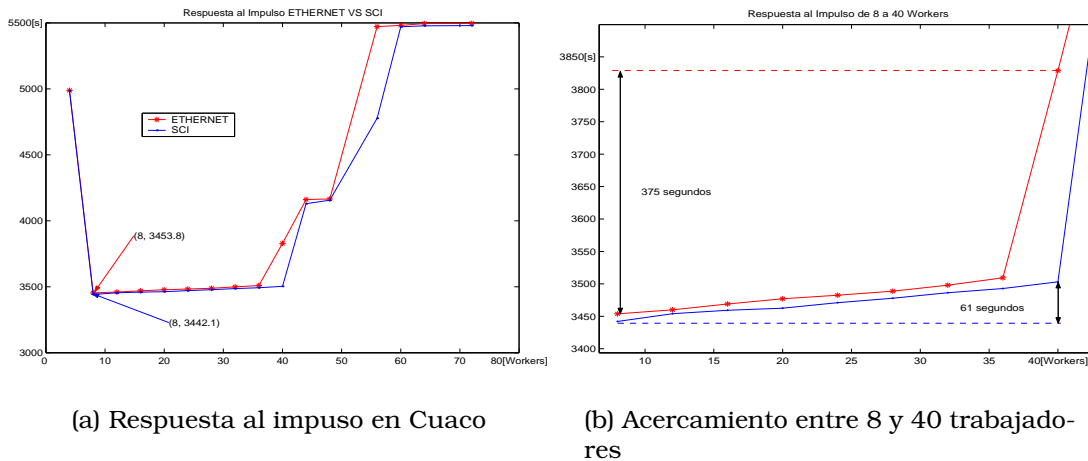 Respuesta al Impulso ETHERNET VS SCI
5500[s]
5000
4500
4000
3500
3000
ETHERNET
SCI
(8, 3453.8)
(8, 3442.1)
0 10 20 30 40 50 60 70 80[Workers]
(a) Respuesta al impuso en Cuaco
Respuesta al Impulso de 8 a 40 Workers
3850[s]
3800
3750
3700
3650
3600
3550
3500
3450
3400
375 segundos
61 segundos
10 15 20 25 30 35 40[Workers]
(b) Acercamiento entre 8 y 40 trabajado-
res